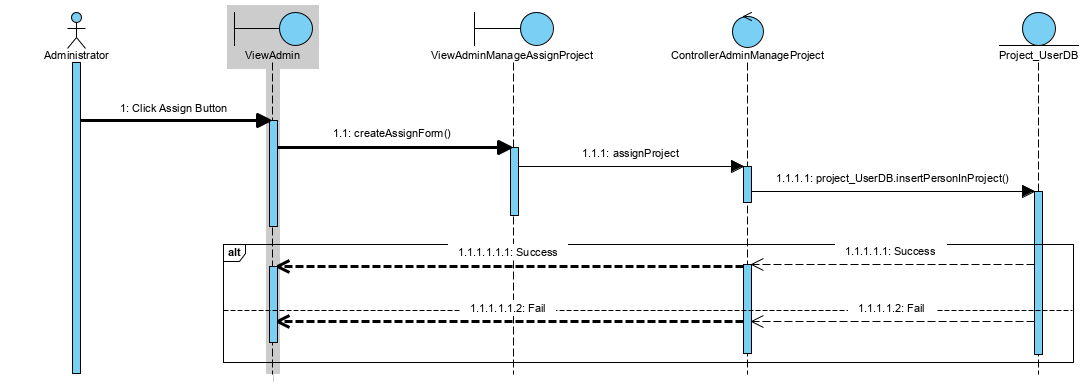 Administrator
ViewAdmin
ViewAdminManageAssignProject
ControllerAdminManageProject
Project_UserDB
1: Click Assign Button
1.1: createAssignForm()
1.1.1: assignProject
1.1.1.1: project_UserDB.insertPersonInProject()
alt
1.1.1.1.1.1: Success
1.1.1.1.1: Success
1.1.1.1.1.2: Fail
1.1.1.1.2: Fail